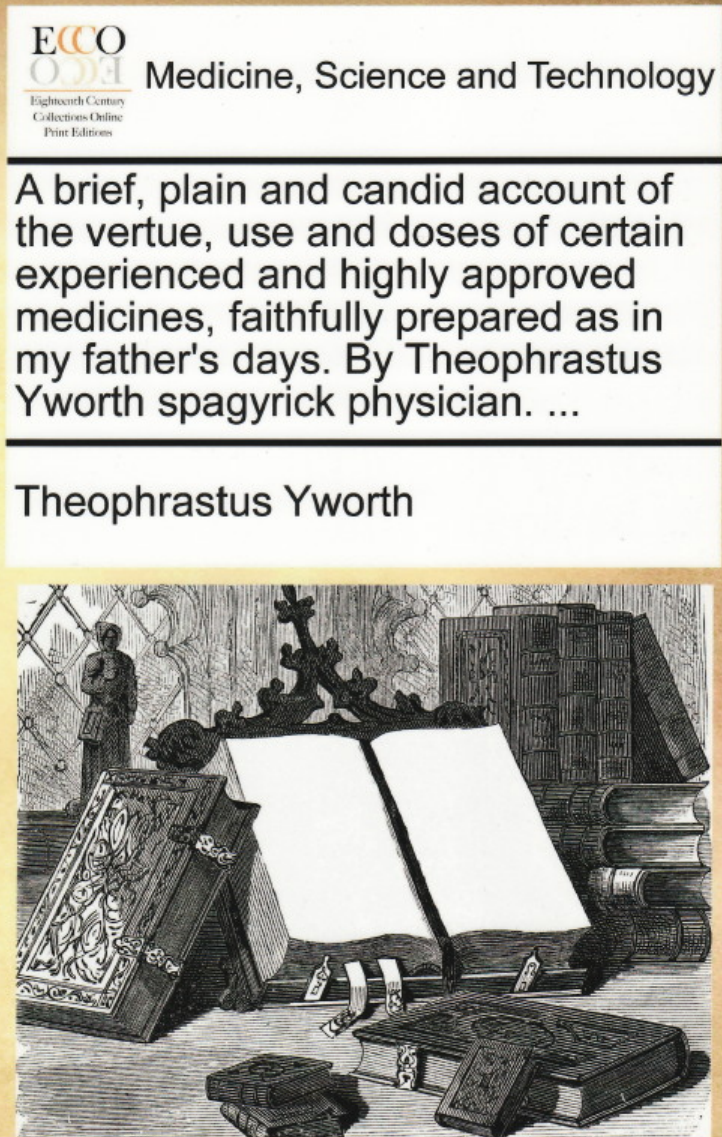 ECCO
Eighteenth Century
Collections Online
Print Editions
Medicine, Science and Technology
A brief, plain and candid account of
the vertue, use and doses of certain
experienced and highly approved
medicines, faithfully prepared as in
my father's days. By Theophrastus
Yworth spagyrick physician. ...
Theophrastus Yworth